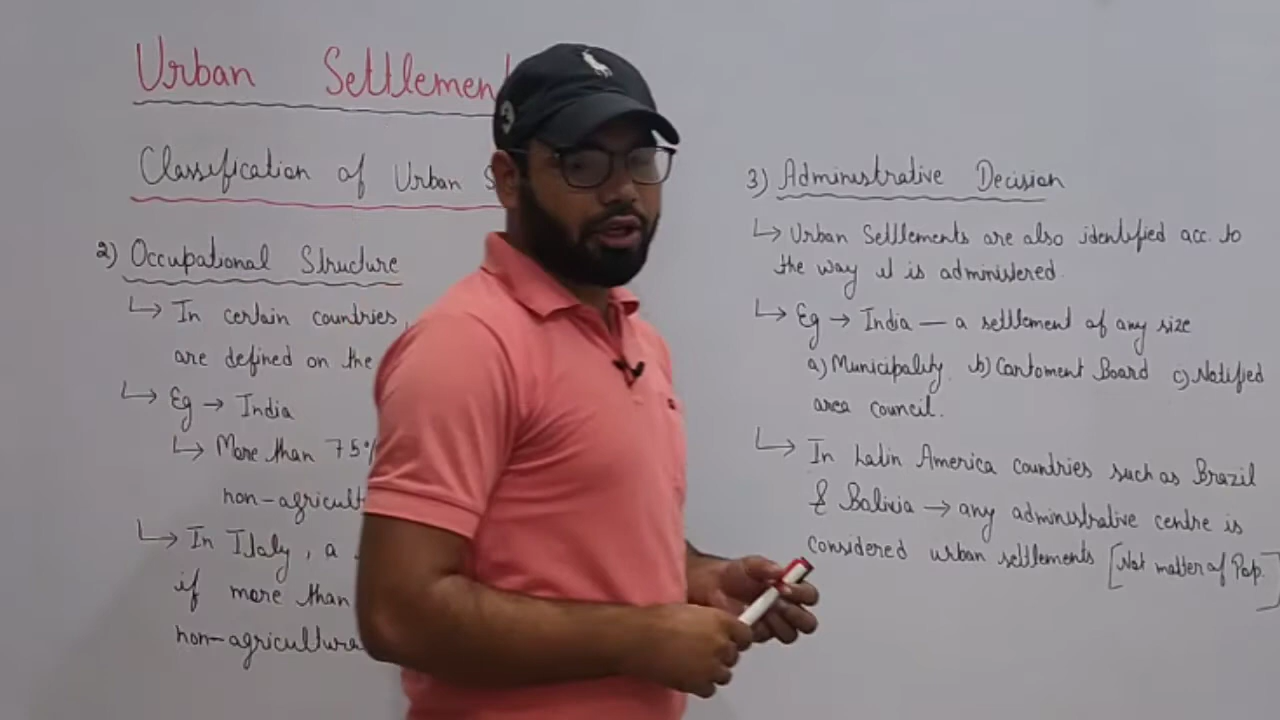 Urban Settlemen
Classification of Urban S
2) Occupational Structure
↳ In certain countries,
are defined on the
↳ Eg → India
↳ More than 75%
non-agricult
↳ In Italy, a
if more than
non-agricultura
3) Administrative Decision
↳ Urban Settlements are also identified acc. to
the way it is administered.
↳ Eg → India — a settlement of any size
a) Municipality b) Cantoment Board c) Notified
area council.
↳ In Latin America countries such as Brazil
& Balivia → any administrative centre is
considered urban settlements [Not matter of Pop.]